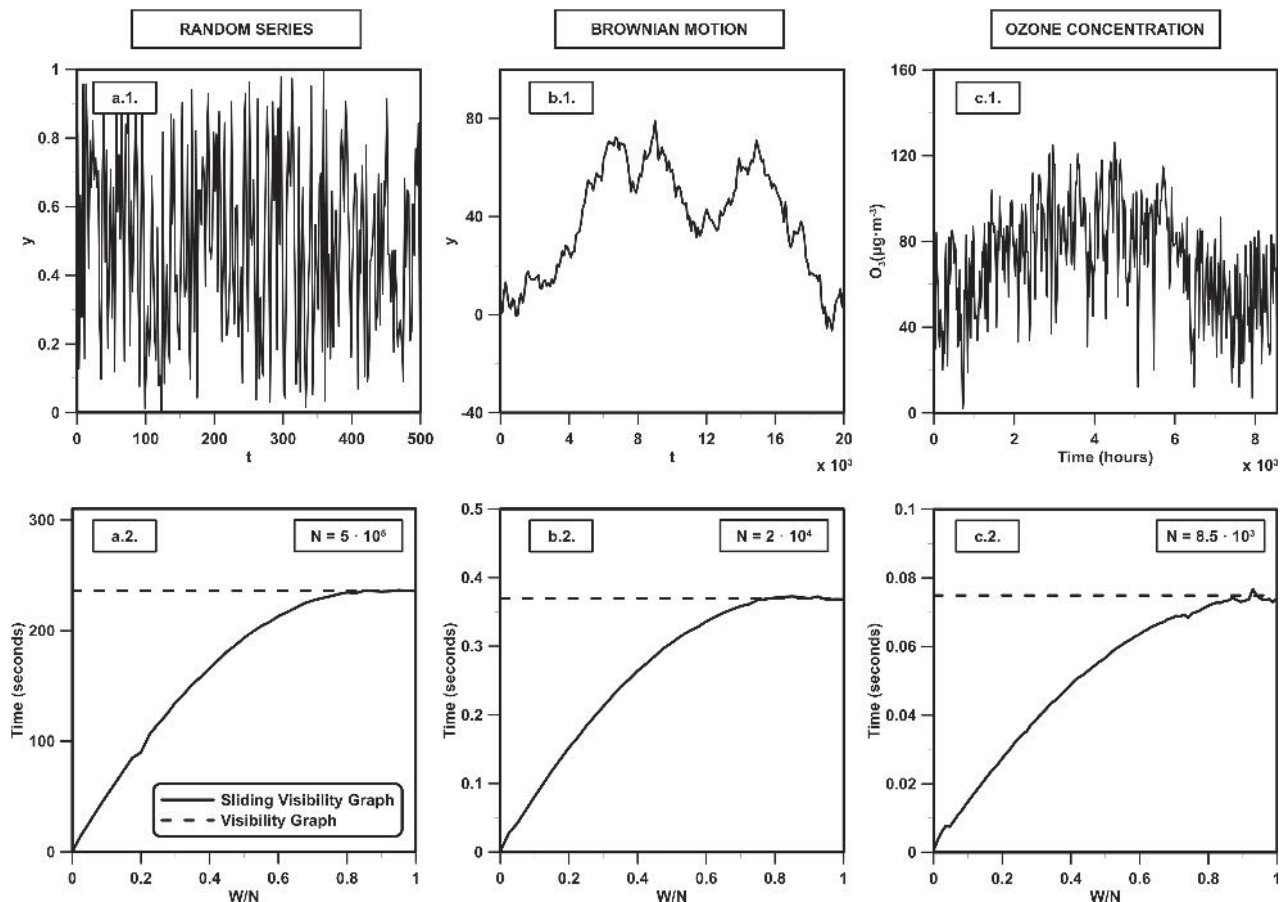 RANDOM SERIES
BROWNIAN MOTION
OZONE CONCENTRATION
a.1.
1
0.8
0.6
0.4
0.2
0
y
0 100 200 300 400 500
t
b.1.
80
40
0
-40
y
0 4 8 12 16 20
t
x 10³
c.1.
160
120
80
40
0
O₃(µg·m⁻³)
0 2 4 6 8
Time (hours)
x 10³
a.2.
N = 5 · 10⁵
300
200
100
0
Time (seconds)
Sliding Visibility Graph
Visibility Graph
0 0.2 0.4 0.6 0.8 1
W/N
b.2.
N = 2 · 10⁴
0.5
0.4
0.3
0.2
0.1
0
Time (seconds)
0 0.2 0.4 0.6 0.8 1
W/N
c.2.
N = 8.5 · 10³
0.1
0.08
0.06
0.04
0.02
0
Time (seconds)
0 0.2 0.4 0.6 0.8 1
W/N